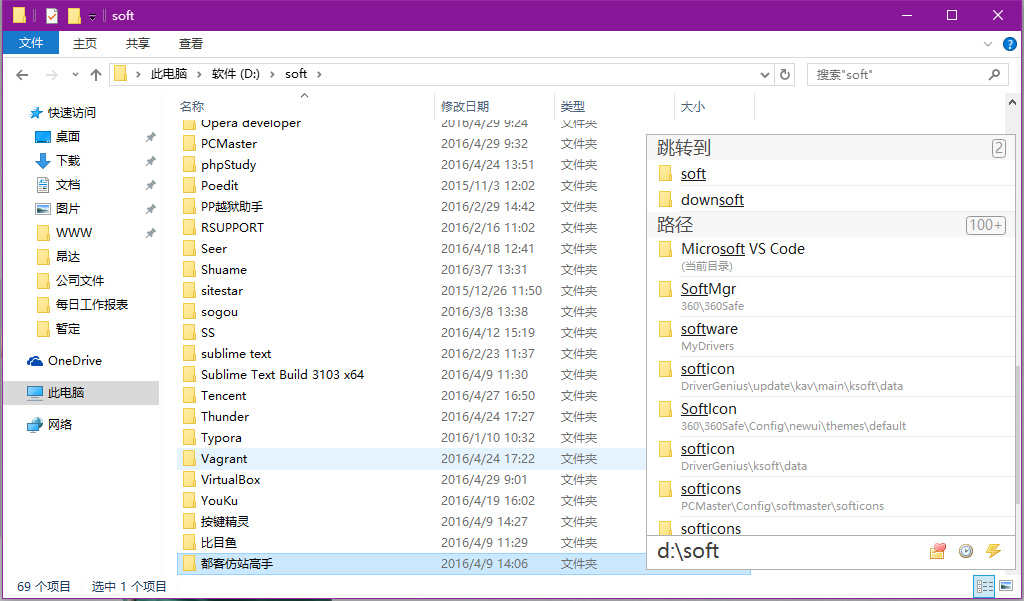 soft
文件 主页 共享 查看
此电脑 软件 (D:) soft
搜索"soft"
快速访问
桌面
下载
文档
图片
WWW
昂达
公司文件
每日工作报表
暂定
OneDrive
此电脑
网络
名称 修改日期 类型 大小
Opera developer 2016/4/29 9:24 文件夹
PCMaster 2016/4/29 9:32 文件夹
phpStudy 2016/4/24 13:51 文件夹
Poedit 2015/11/3 12:02 文件夹
PP越狱助手 2016/2/29 14:42 文件夹
RSUPPORT 2016/2/16 11:02 文件夹
Seer 2016/4/18 12:41 文件夹
Shuame 2016/3/7 13:31 文件夹
sitestar 2015/12/26 11:50 文件夹
sogou 2016/3/8 13:38 文件夹
SS 2016/4/12 15:19 文件夹
sublime text 2016/2/23 11:37 文件夹
Sublime Text Build 3103 x64 2016/4/9 11:30 文件夹
Tencent 2016/4/27 16:50 文件夹
Thunder 2016/4/24 17:27 文件夹
Typora 2016/1/10 10:32 文件夹
Vagrant 2016/4/24 17:22 文件夹
VirtualBox 2016/4/29 9:01 文件夹
YouKu 2016/4/19 16:02 文件夹
按键精灵 2016/4/9 14:27 文件夹
比目鱼 2016/4/9 11:29 文件夹
都客仿站高手 2016/4/9 14:06 文件夹
跳转到 2
soft
downsoft
路径 100+
Microsoft VS Code
(当前目录)
SoftMgr
360\360Safe
software
MyDrivers
softicon
DriverGenius\update\kav\main\ksoft\data
SoftIcon
360\360Safe\Config\newui\themes\default
softicon
DriverGenius\ksoft\data
softicons
PCMaster\Config\softmaster\softicons
softicons
d:\soft
69 个项目 选中 1 个项目